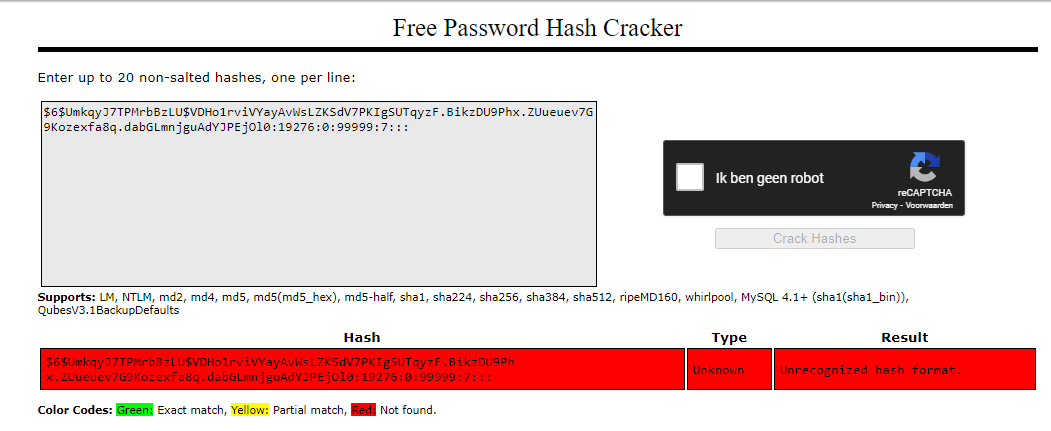 Free Password Hash Cracker
Enter up to 20 non-salted hashes, one per line:
$6$UmkqyJ7TPMrbBzLU$VDHo1rviVYayAvWsLZKSdV7PKIgSUTqyzF.BikzDU9Phx.ZUueuev7G
9Kozexfa8q.dabGLmnjguAdYJPEjOl0:19276:0:99999:7:::
Ik ben geen robot
reCAPTCHA
Privacy - Voorwaarden
Crack Hashes
Supports: LM, NTLM, md2, md4, md5, md5(md5_hex), md5-half, sha1, sha224, sha256, sha384, sha512, ripeMD160, whirlpool, MySQL 4.1+ (sha1(sha1_bin)),
QubesV3.1BackupDefaults
Hash Type Result
$6$UmkqyJ7TPMrbBzLU$VDHo1rviVYayAvWsLZKSdV7PKIgSUTqyzF.BikzDU9Ph
x.ZUueuev7G9Kozexfa8q.dabGLmnjguAdYJPEjOl0:19276:0:99999:7:::
Unknown
Unrecognized hash format.
Color Codes: Green: Exact match, Yellow: Partial match, Red: Not found.